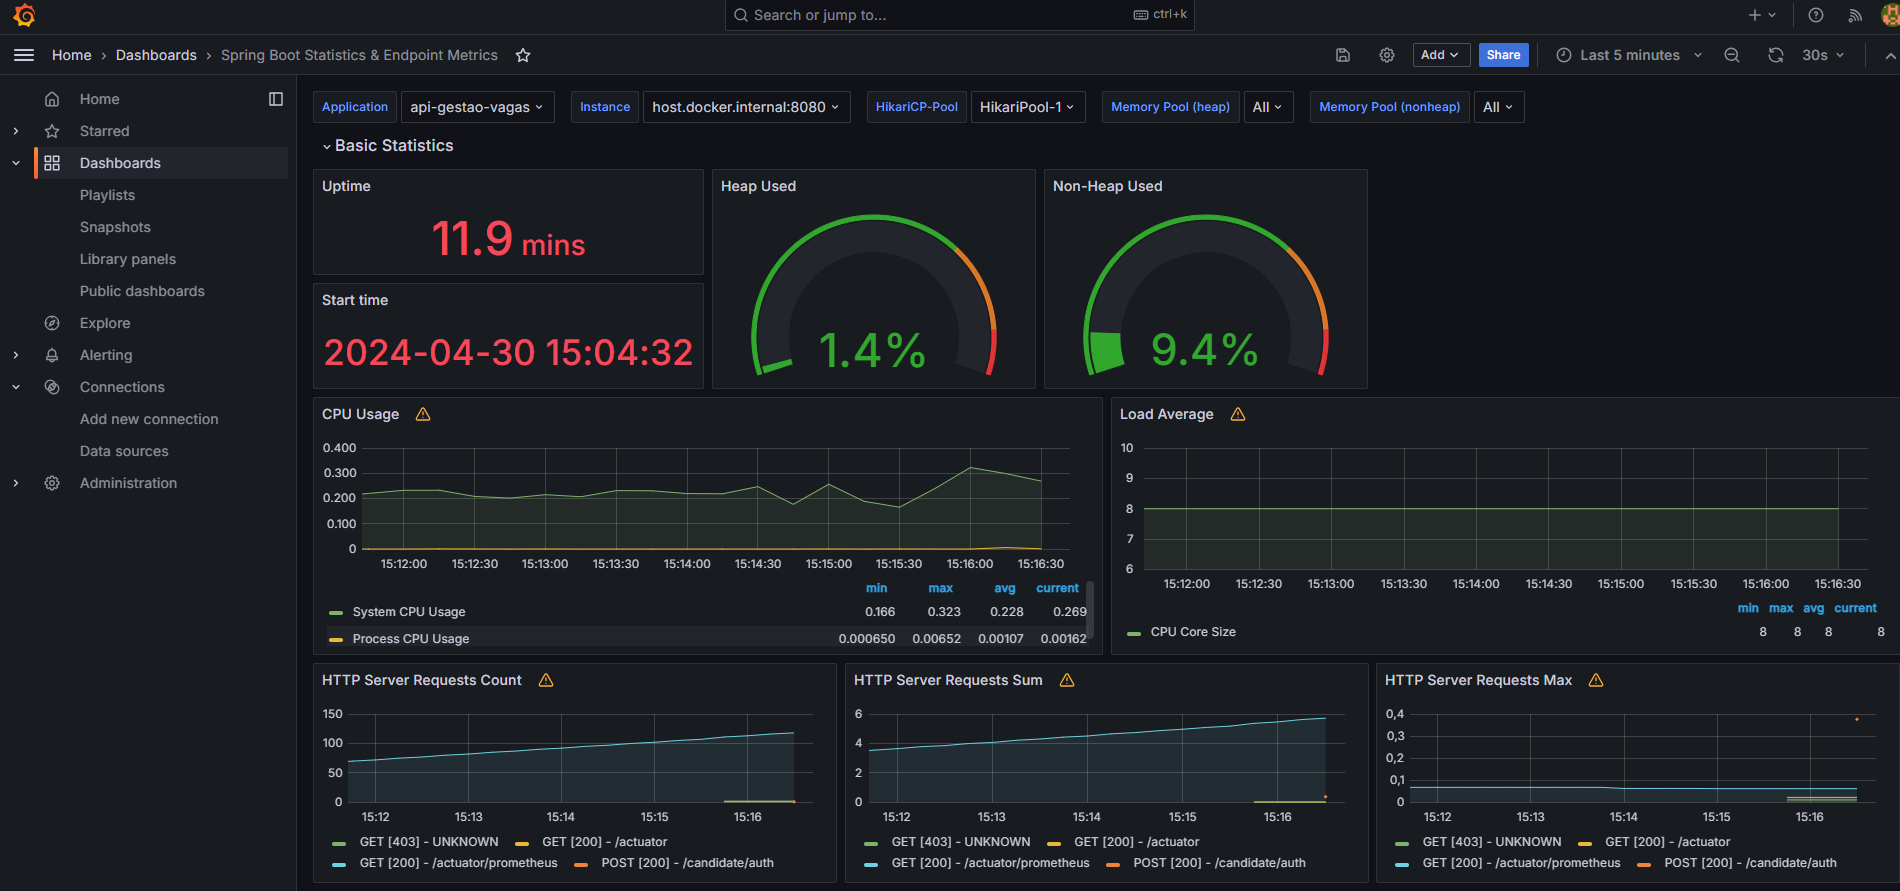 Search or jump to... ctrl+k
Home › Dashboards › Spring Boot Statistics & Endpoint Metrics Add Share Last 5 minutes 30s
Home
Starred
Dashboards
Playlists
Snapshots
Library panels
Public dashboards
Explore
Alerting
Connections
Add new connection
Data sources
Administration
Application api-gestao-vagas Instance host.docker.internal:8080 HikariCP-Pool HikariPool-1 Memory Pool (heap) All Memory Pool (nonheap) All
Basic Statistics
Uptime
11.9 mins
Start time
2024-04-30 15:04:32
Heap Used
1.4%
Non-Heap Used
9.4%
CPU Usage
0.400
0.300
0.200
0.100
0
15:12:00 15:12:30 15:13:00 15:13:30 15:14:00 15:14:30 15:15:00 15:15:30 15:16:00 15:16:30
min max avg current
System CPU Usage 0.166 0.323 0.228 0.269
Process CPU Usage 0.000650 0.00652 0.00107 0.00162
Load Average
10
9
8
7
6
15:12:00 15:12:30 15:13:00 15:13:30 15:14:00 15:14:30 15:15:00 15:15:30 15:16:00 15:16:30
min max avg current
CPU Core Size 8 8 8 8
HTTP Server Requests Count
150
100
50
0
15:12 15:13 15:14 15:15 15:16
GET [403] - UNKNOWN GET [200] - /actuator
GET [200] - /actuator/prometheus POST [200] - /candidate/auth
HTTP Server Requests Sum
6
4
2
0
15:12 15:13 15:14 15:15 15:16
GET [403] - UNKNOWN GET [200] - /actuator
GET [200] - /actuator/prometheus POST [200] - /candidate/auth
HTTP Server Requests Max
0,4
0,3
0,2
0,1
0
15:12 15:13 15:14 15:15 15:16
GET [403] - UNKNOWN GET [200] - /actuator
GET [200] - /actuator/prometheus POST [200] - /candidate/auth